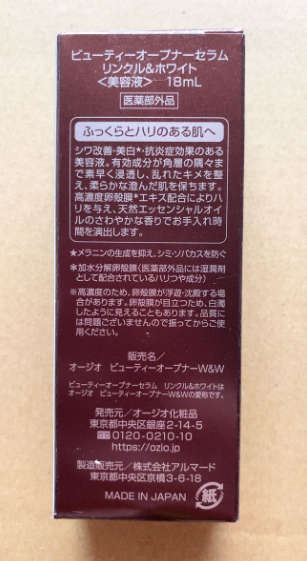 ビューティーオープナーセラム
リンクル&ホワイト
<美容液> 18mL
医薬部外品
ふっくらとハリのある肌へ
シワ改善・美白*・抗炎症効果のある
美容液。有効成分が角層の隅々ま
で素早く浸透し、乱れたキメを整
え、柔らかな澄んだ肌を保ちます。
高濃度卵殻膜*エキス配合によりハ
リを与え、天然エッセンシャルオイル
のさわやかな香りでお手入れ時
間を演出します。
★メラニンの生成を抑え、シミ・ソバカスを防ぐ
*加水分解卵殻膜(医薬部外品には湿潤剤
として配合されているハリつや成分)
※高濃度のため、卵殻膜が浮遊・沈殿する場
合があります。卵殻膜が目立つため、白濁
したように見えることもあります。品質に
は問題ございませんので振ってからご使
用ください。
販売名/
オージオ ビューティーオープナーW&W
ビューティーオープナーセラム リンクル&ホワイトは
オージオ ビューティーオープナーW&Wの愛称です。
発売元/オージオ化粧品
東京都中央区銀座2-14-5
0120-0210-10
https://ozio.jp
製造販売元/株式会社アルマード
東京都中央区京橋3-6-18
MADE IN JAPAN
紙